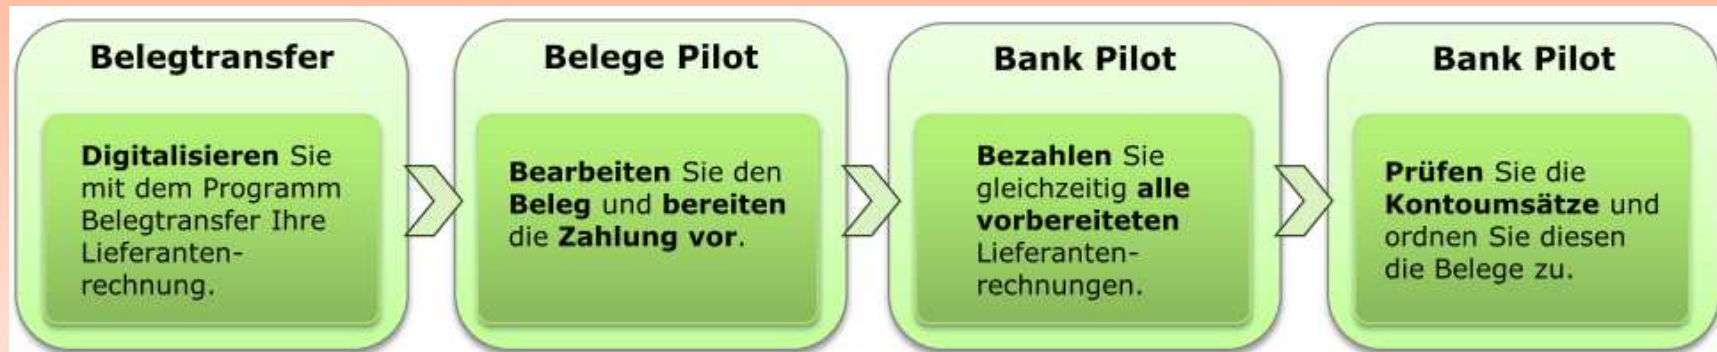 Belegtransfer
Digitalisieren Sie
mit dem Programm
Belegtransfer Ihre
Lieferanten-
rechnung.
Belege Pilot
Bearbeiten Sie den
Beleg und bereiten
die Zahlung vor.
Bank Pilot
Bezahlen Sie
gleichzeitig alle
vorbereiteten
Lieferanten-
rechnungen.
Bank Pilot
Prüfen Sie die
Kontoumsätze und
ordnen Sie diesen
die Belege zu.